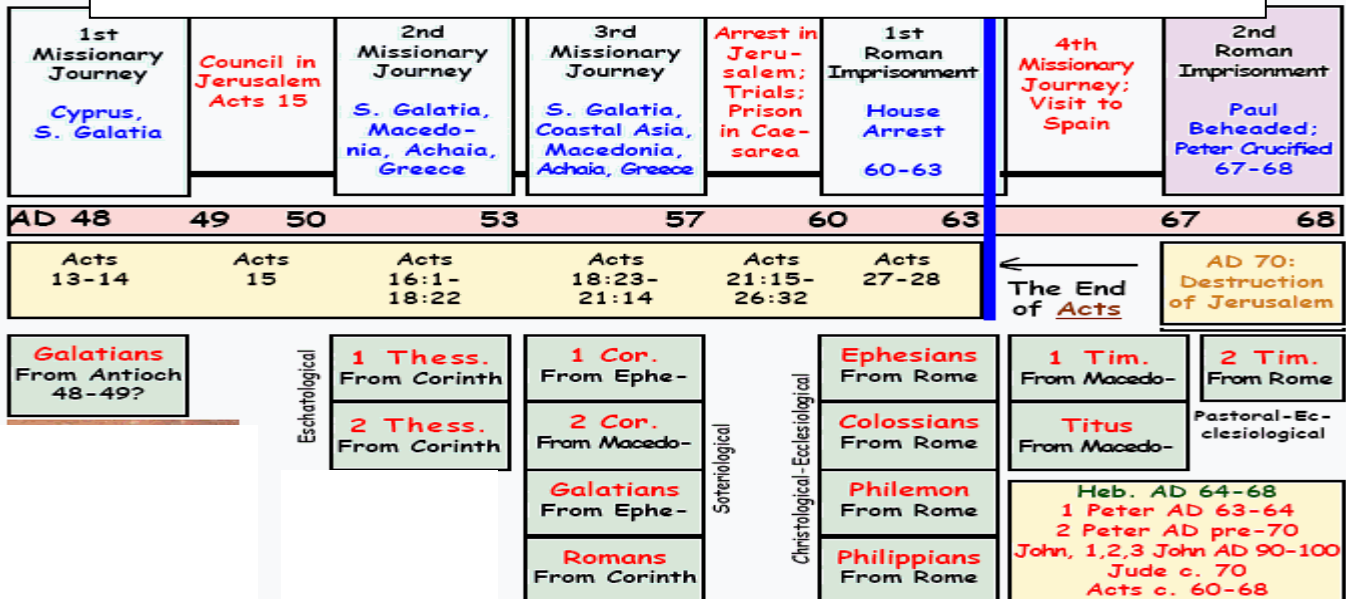 1st
Missionary
Journey
Cyprus,
S. Galatia
Council in
Jerusalem
Acts 15
2nd
Missionary
Journey
S. Galatia,
Macedo-
nia, Achaia,
Greece
3rd
Missionary
Journey
S. Galatia,
Coastal Asia,
Macedonia,
Achaia, Greece
Arrest in
Jeru-
salem;
Trials;
Prison
in Cae-
sarea
1st
Roman
Imprisonment
House
Arrest
60-63
4th
Missionary
Journey;
Visit to
Spain
2nd
Roman
Imprisonment
Paul
Beheaded;
Peter Crucified
67-68
AD 48 49 50 53 57 60 63 67 68
Acts
13-14
Acts
15
Acts
16:1-
18:22
Acts
18:23-
21:14
Acts
21:15-
26:32
Acts
27-28
The End
of Acts
AD 70:
Destruction
of Jerusalem
Galatians
From Antioch
48-49?
Eschatological
1 Thess.
From Corinth
2 Thess.
From Corinth
1 Cor.
From Ephe-
2 Cor.
From Macedo-
Galatians
From Ephe-
Romans
From Corinth
Soteriological
Christological-Ecclesiological
Ephesians
From Rome
Colossians
From Rome
Philemon
From Rome
Philippians
From Rome
1 Tim.
From Macedo-
Titus
From Macedo-
2 Tim.
From Rome
Pastoral-Ec-
clesiological
Heb. AD 64-68
1 Peter AD 63-64
2 Peter AD pre-70
John, 1,2,3 John AD 90-100
Jude c. 70
Acts c. 60-68